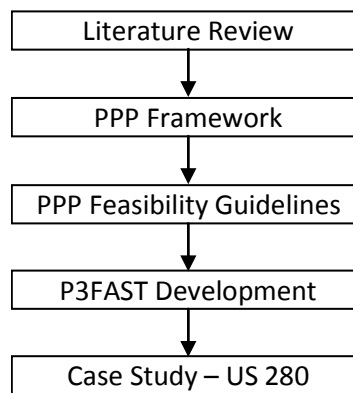 Literature Review
PPP Framework
PPP Feasibility Guidelines
P3FAST Development
Case Study – US 280